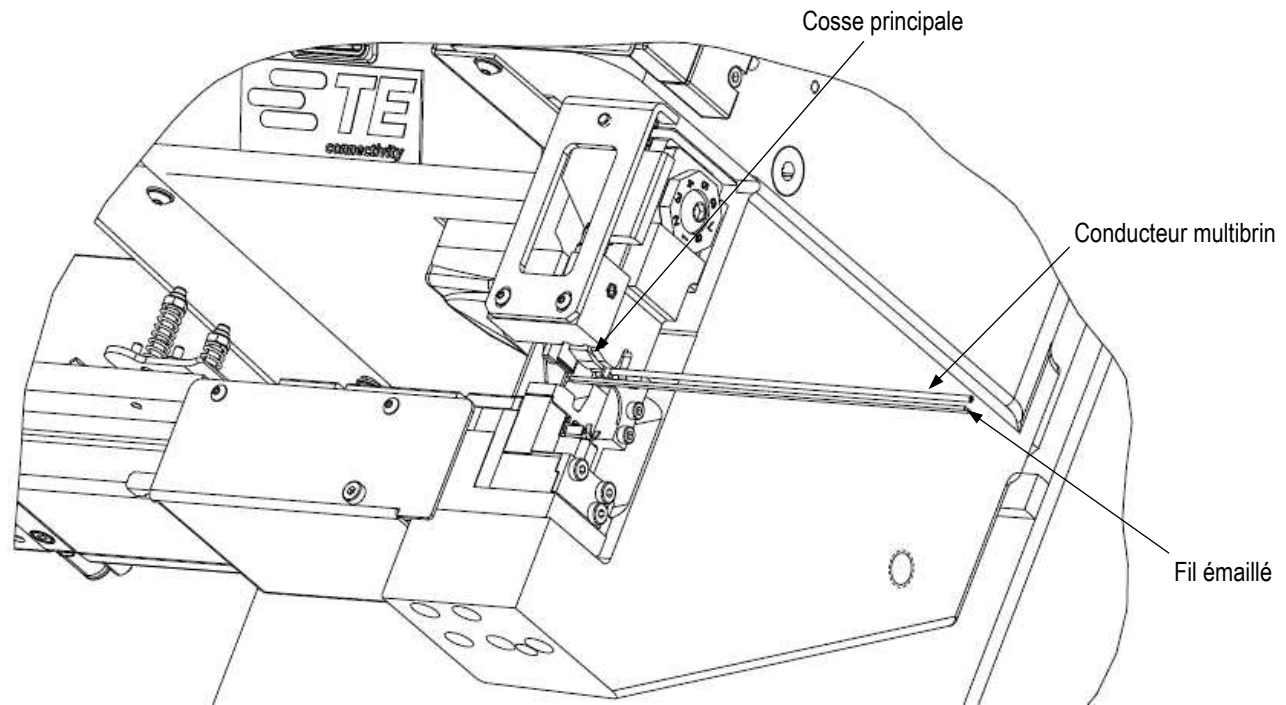 Cosse principale
TE
connectivity
Conducteur multibrin
Fil émaillé